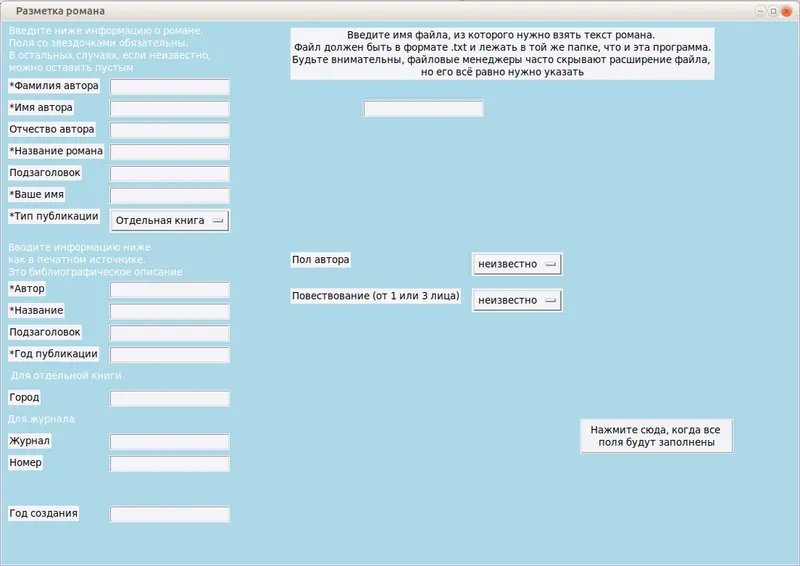 Разметка романа
Введите ниже информацию о романе.
Поля со звездочками обязательны.
В остальных случаях, если неизвестно,
можно оставить пустым
*Фамилия автора
*Имя автора
Отчество автора
*Название романа
Подзаголовок
*Ваше имя
*Тип публикации
Отдельная книга
Вводите информацию ниже
как в печатном источнике.
Это библиографическое описание
*Автор
*Название
Подзаголовок
*Год публикации
Для отдельной книги
Город
Для журнала
Журнал
Номер
Год создания
Введите имя файла, из которого нужно взять текст романа.
Файл должен быть в формате .txt и лежать в той же папке, что и эта программа.
Будьте внимательны, файловые менеджеры часто скрывают расширение файла,
но его всё равно нужно указать
Пол автора
неизвестно
Повествование (от 1 или 3 лица)
неизвестно
Нажмите сюда, когда все
поля будут заполнены